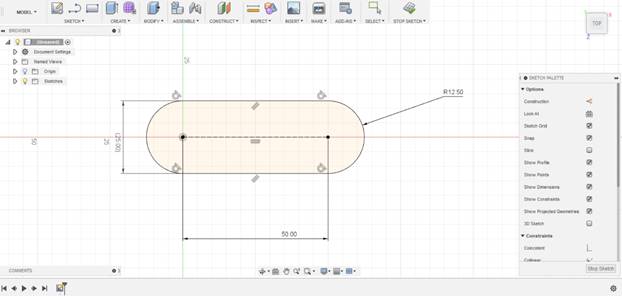 MODEL
SKETCH
CREATE
MODIFY
ASSEMBLE
CONSTRUCT
INSPECT
INSERT
MAKE
ADD-INS
SELECT
STOP SKETCH
BROWSER
(Unsaved)
Document Settings
Named Views
Origin
Sketches
TOP
X
Z
25
50
25
(25.00)
R12.50
50.00
SKETCH PALETTE
Options
Construction
Look At
Sketch Grid
Snap
Slice
Show Profile
Show Points
Show Dimensions
Show Constraints
Show Projected Geometries
3D Sketch
Constraints
Coincident
Collinear
Stop Sketch
COMMENTS